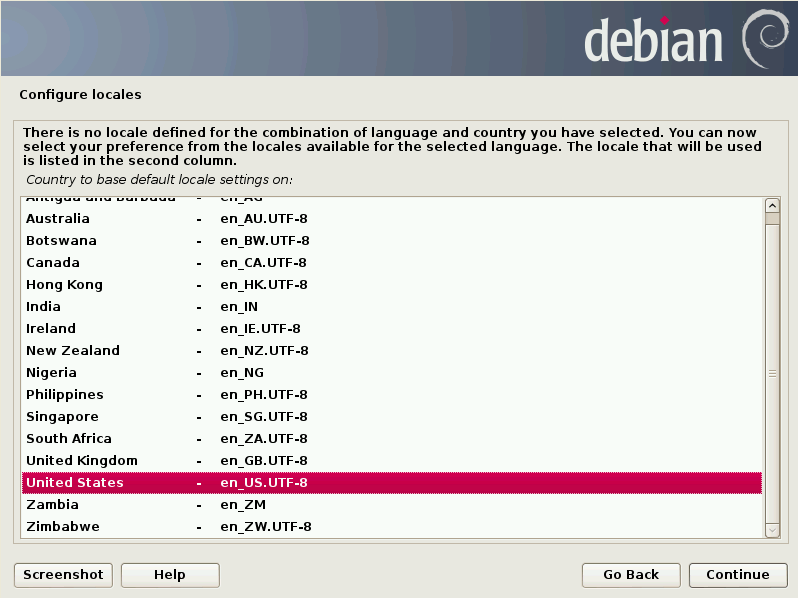 debian
Configure locales
There is no locale defined for the combination of language and country you have selected. You can now
select your preference from the locales available for the selected language. The locale that will be used
is listed in the second column.
Country to base default locale settings on:
Antigua and Barbuda - en_AG
Australia - en_AU.UTF-8
Botswana - en_BW.UTF-8
Canada - en_CA.UTF-8
Hong Kong - en_HK.UTF-8
India - en_IN
Ireland - en_IE.UTF-8
New Zealand - en_NZ.UTF-8
Nigeria - en_NG
Philippines - en_PH.UTF-8
Singapore - en_SG.UTF-8
South Africa - en_ZA.UTF-8
United Kingdom - en_GB.UTF-8
United States - en_US.UTF-8
Zambia - en_ZM
Zimbabwe - en_ZW.UTF-8
Screenshot Help Go Back Continue